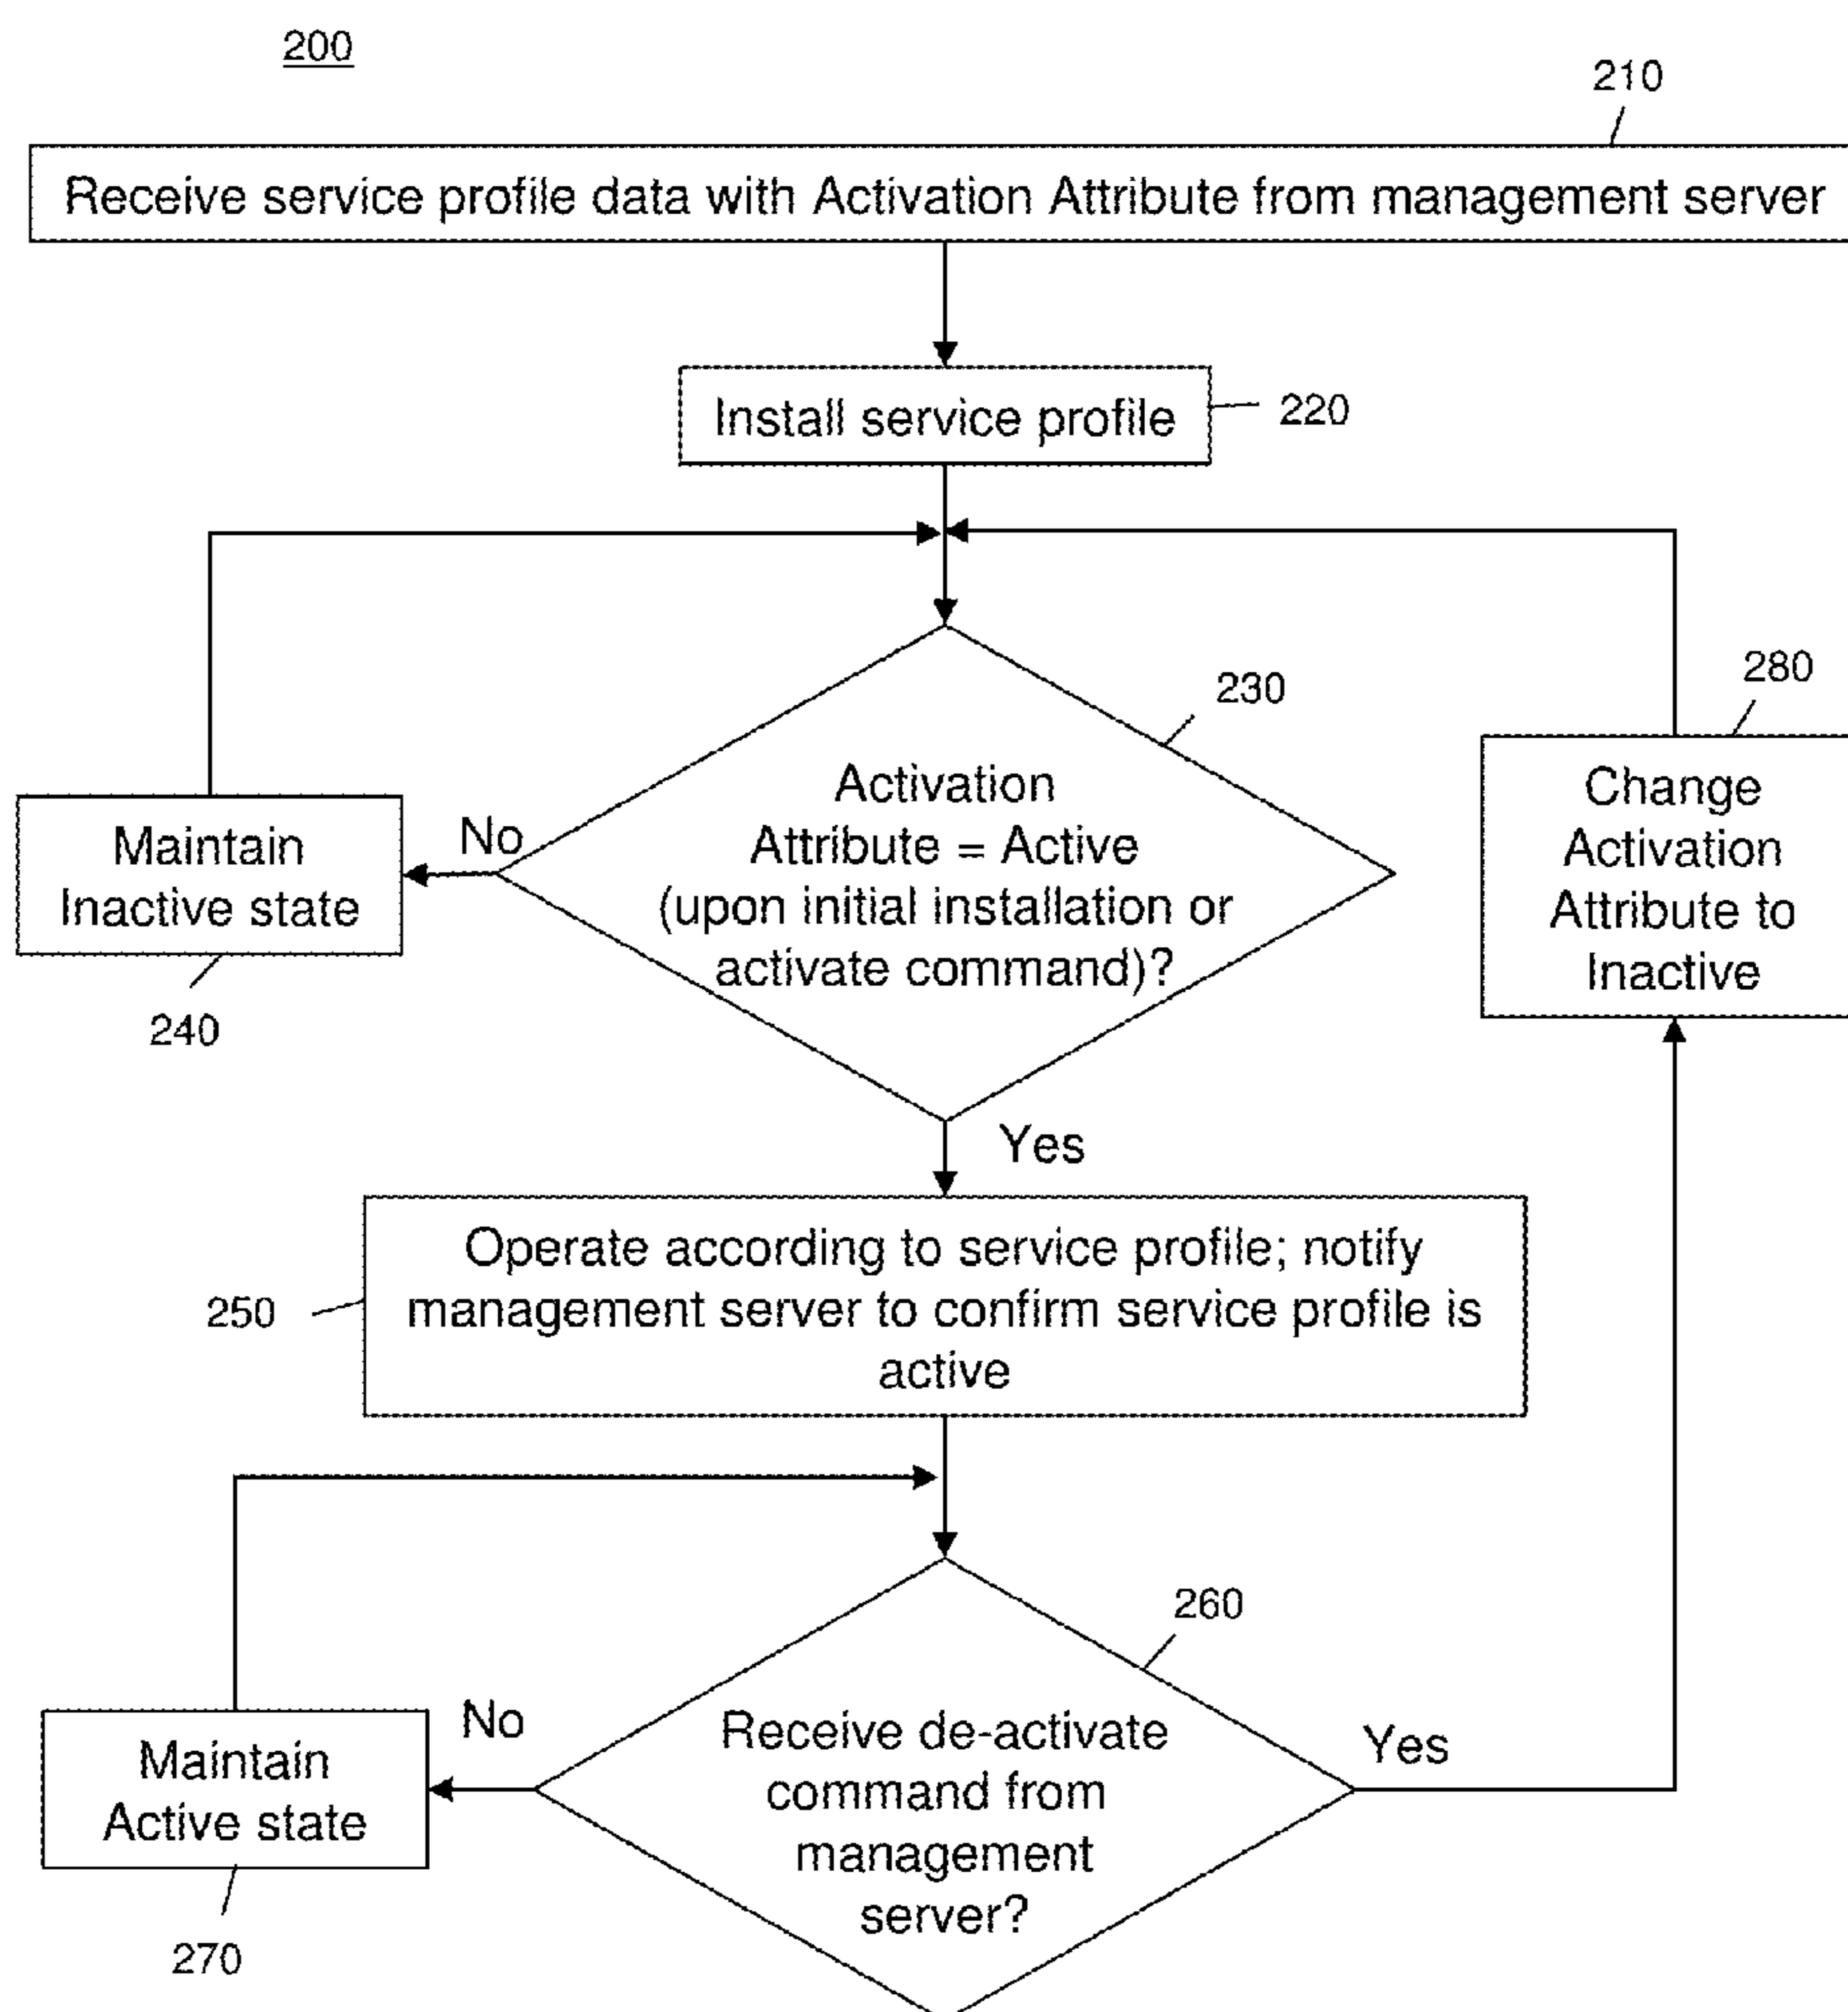 200
210
Receive service profile data with Activation Attribute from management server
Install service profile
220
230
280
Activation
Attribute = Active
(upon initial installation or
activate command)?
No
Maintain
Inactive state
240
Change
Activation
Attribute to
Inactive
Yes
Operate according to service profile; notify
management server to confirm service profile is
active
250
260
Receive de-activate
command from
management
server?
No
Yes
Maintain
Active state
270